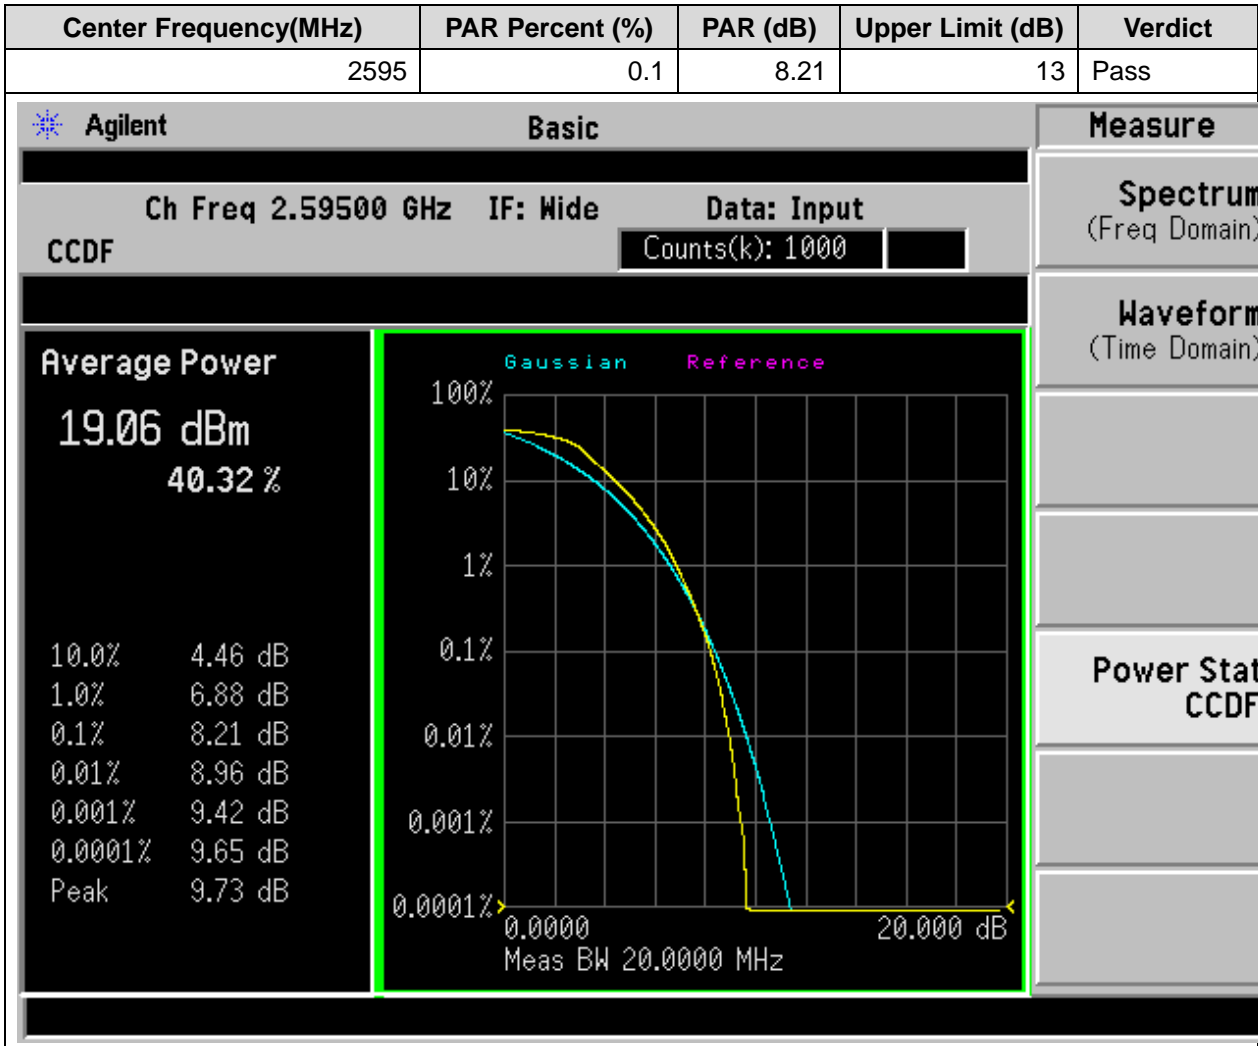 Center Frequency(MHz) PAR Percent (%) PAR (dB) Upper Limit (dB) Verdict
2595 0.1 8.21 13 Pass
Agilent Basic Measure
Ch Freq 2.59500 GHz IF: Wide Data: Input
CCDF Counts(k): 1000
Spectrum
(Freq Domain)
Waveform
(Time Domain)
Power Stat
CCDF
Average Power
19.06 dBm
40.32 %
10.0% 4.46 dB
1.0% 6.88 dB
0.1% 8.21 dB
0.01% 8.96 dB
0.001% 9.42 dB
0.0001% 9.65 dB
Peak 9.73 dB
Gaussian Reference
100%
10%
1%
0.1%
0.01%
0.001%
0.0001%
0.0000 20.000 dB
Meas BW 20.0000 MHz